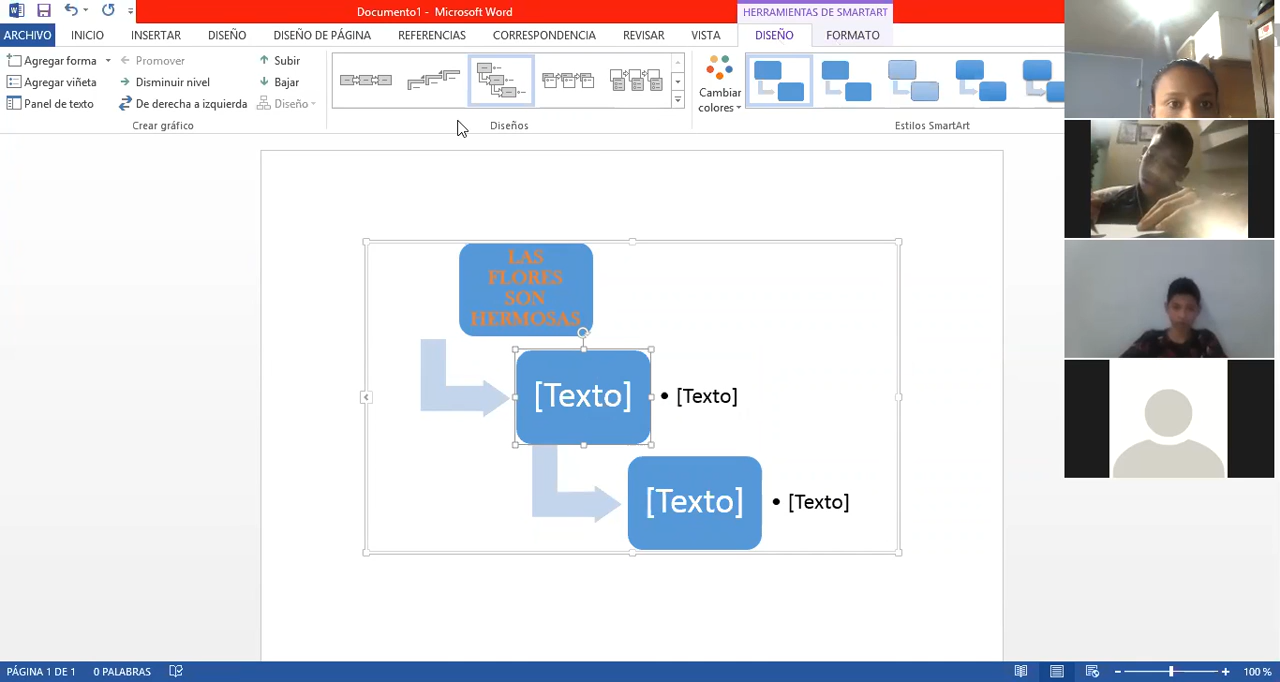 Documento1 - Microsoft Word
HERRAMIENTAS DE SMARTART
ARCHIVO INICIO INSERTAR DISEÑO DISEÑO DE PÁGINA REFERENCIAS CORRESPONDENCIA REVISAR VISTA DISEÑO FORMATO
Agregar forma Promover Subir
Agregar viñeta Disminuir nivel Bajar
Panel de texto De derecha a izquierda Diseño
Cambiar
colores
Crear gráfico Diseños Estilos SmartArt
LAS
FLORES
SON
HERMOSAS
[Texto] • [Texto]
[Texto] • [Texto]
PÁGINA 1 DE 1 0 PALABRAS 100 %